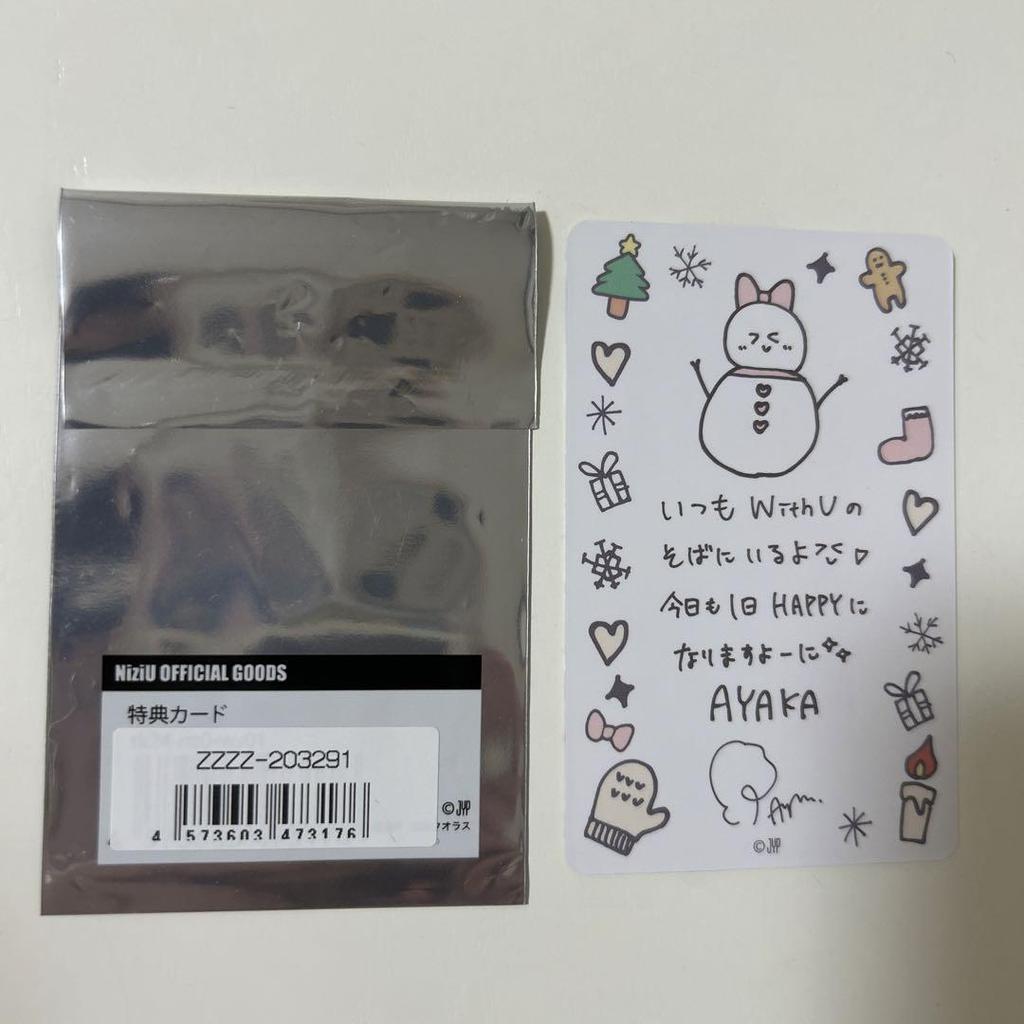 NiziU OFFICIAL GOODS
特典カード
ZZZZ-203291
4 573603 473176
©JYP
いつも WithUの
そばにいるよ
今日も1日 HAPPYに
なりますよーに
AYAKA
©JYP